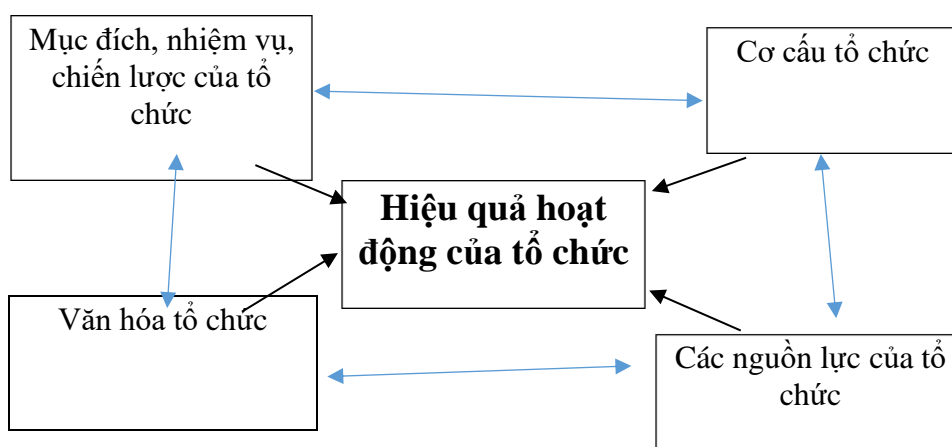 Mục đích, nhiệm vụ,
chiến lược của tổ
chức
Cơ cấu tổ chức
Hiệu quả hoạt
động của tổ chức
Văn hóa tổ chức
Các nguồn lực của tổ
chức